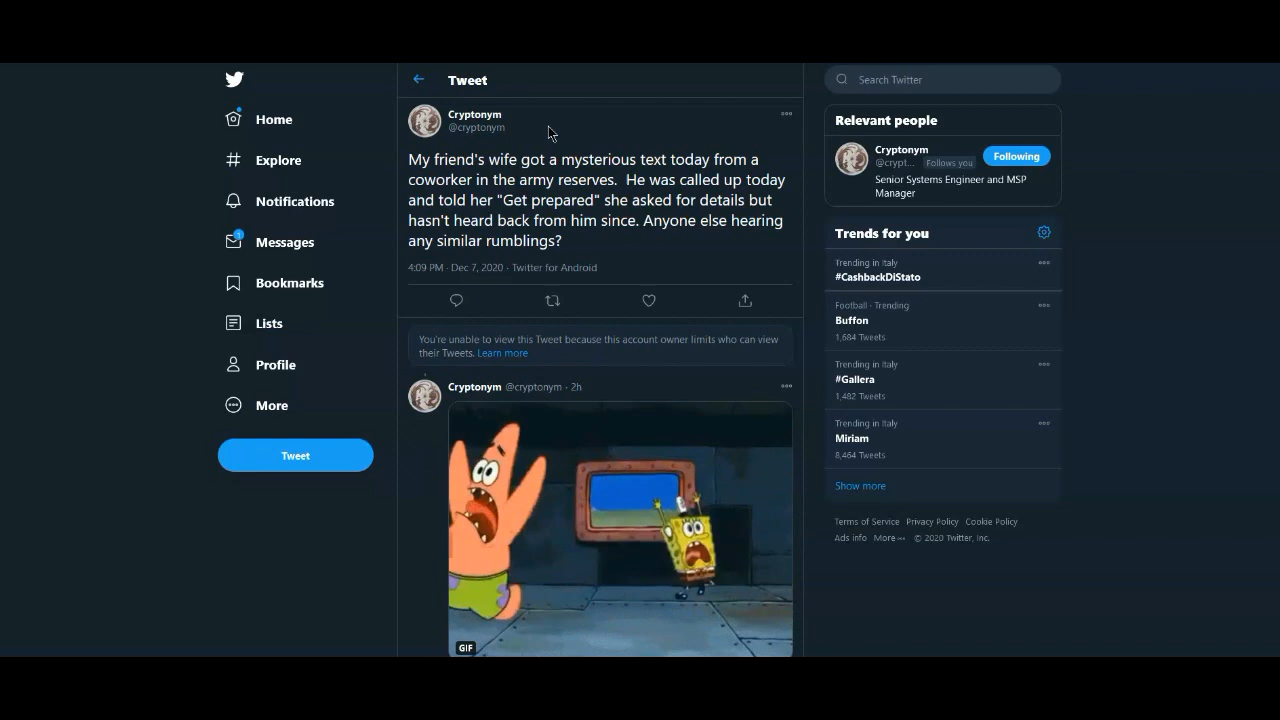 Home
Explore
Notifications
1
Messages
Bookmarks
Lists
Profile
More
Tweet
Tweet
Cryptonym
@cryptonym
My friend's wife got a mysterious text today from a
coworker in the army reserves.  He was called up today
and told her "Get prepared" she asked for details but
hasn't heard back from him since. Anyone else hearing
any similar rumblings?
4:09 PM · Dec 7, 2020 · Twitter for Android
You're unable to view this Tweet because this account owner limits who can view
their Tweets. Learn more
Cryptonym @cryptonym · 2h
GIF
Search Twitter
Relevant people
Cryptonym
@crypt... Follows you
Following
Senior Systems Engineer and MSP
Manager
Trends for you
Trending in Italy
#CashbackDiStato
Football · Trending
Buffon
1,684 Tweets
Trending in Italy
#Gallera
1,482 Tweets
Trending in Italy
Miriam
8,464 Tweets
Show more
Terms of Service Privacy Policy Cookie Policy
Ads info More © 2020 Twitter, Inc.